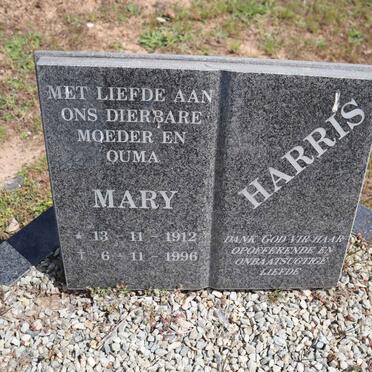 MET LIEFDE AAN
ONS DIERBARE
MOEDER EN
OUMA
MARY
* 13 - 11 - 1912
† 6 - 11 - 1996
HARRIS
DANK GOD VIR HAAR
OPOFFERENDE EN
ONBAATSUGTIGE
LIEFDE